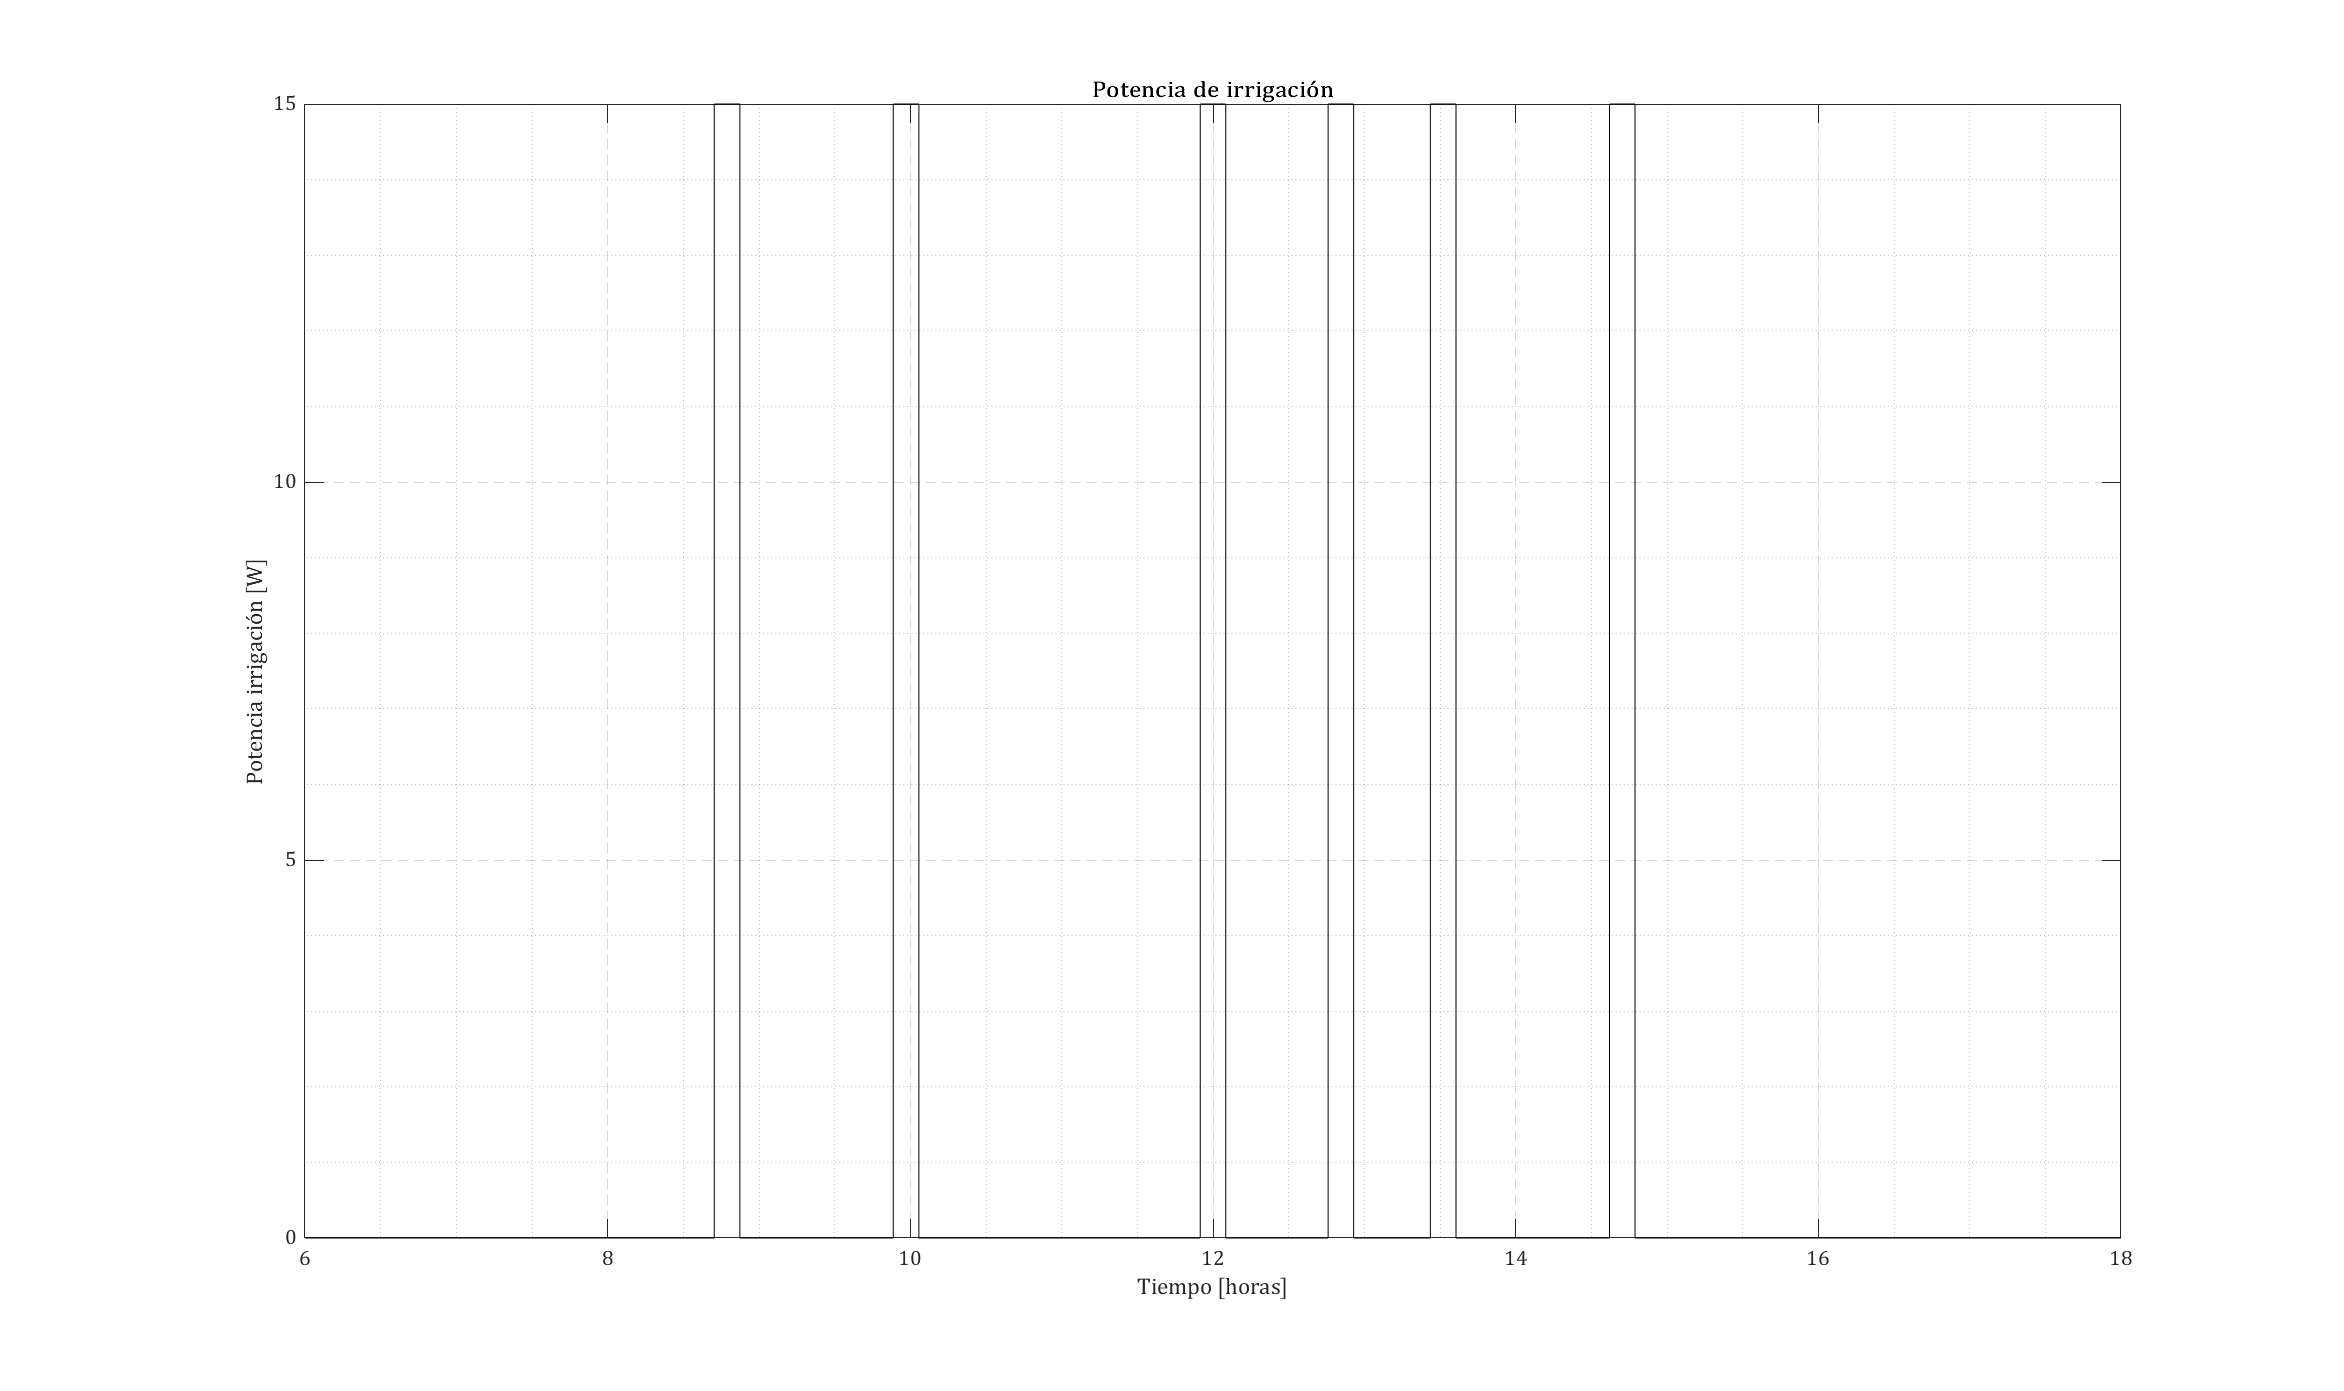 Potencia de irrigación
15
10
5
0
Potencia irrigación [W]
6 8 10 12 14 16 18
Tiempo [horas]